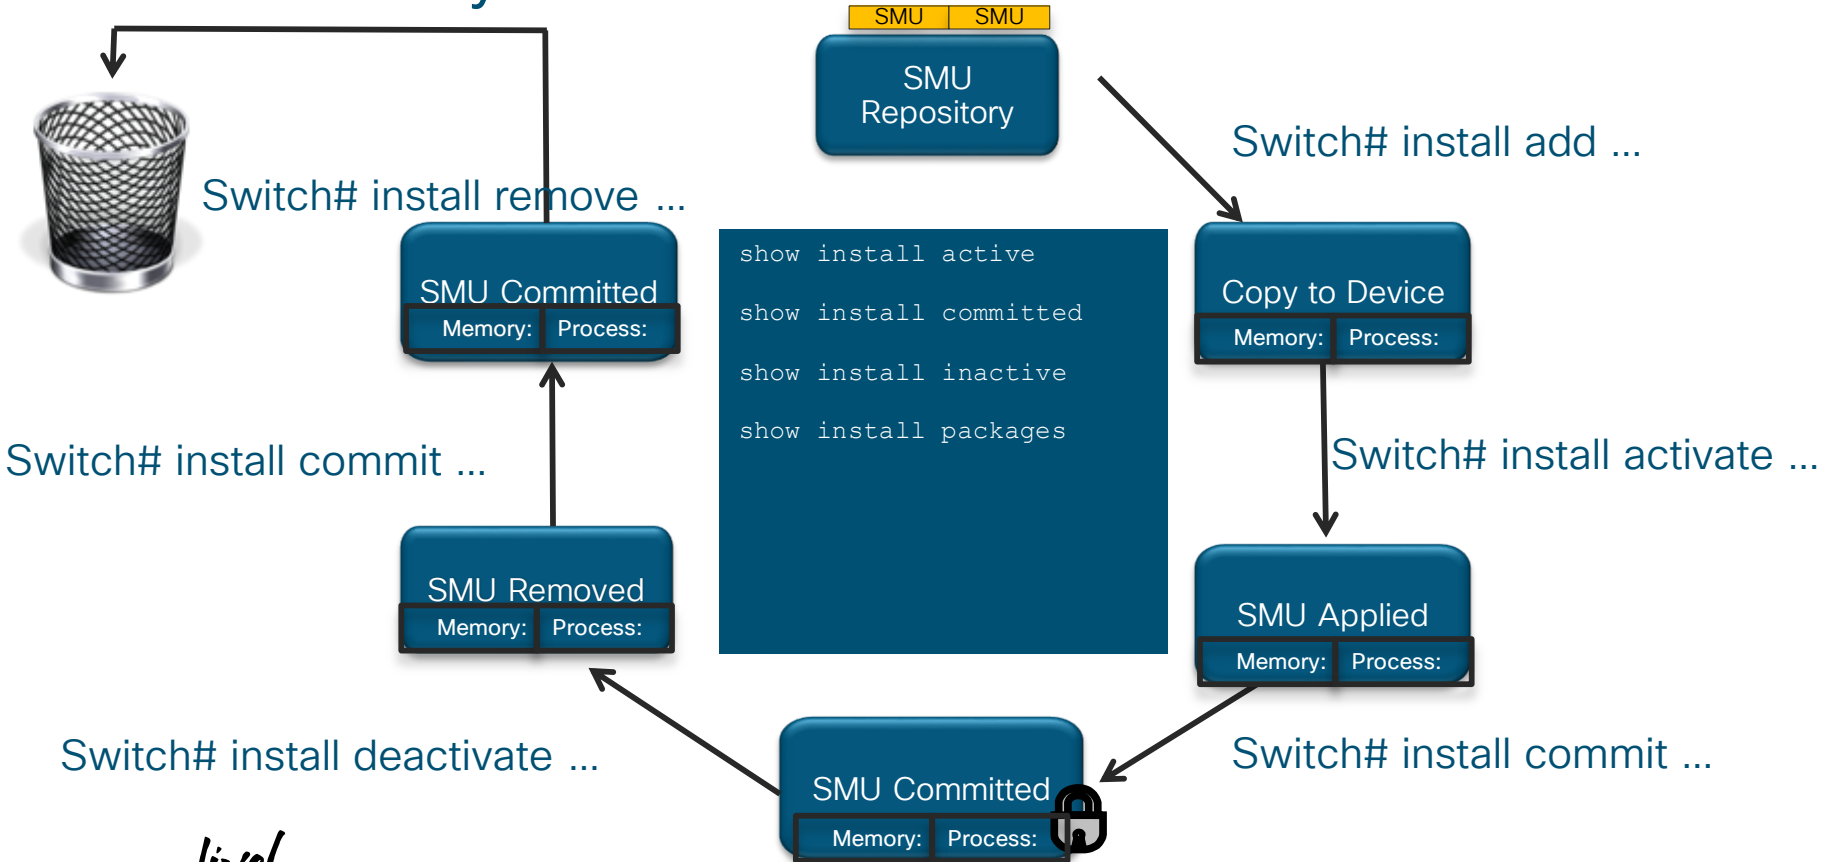 SMU SMU
SMU
Repository
Switch# install add ...
Switch# install remove ...
SMU Committed
Memory: Process:
show install active
show install committed
show install inactive
show install packages
Copy to Device
Memory: Process:
Switch# install commit ...
Switch# install activate ...
SMU Removed
Memory: Process:
SMU Applied
Memory: Process:
Switch# install deactivate ...
Switch# install commit ...
SMU Committed
Memory: Process: